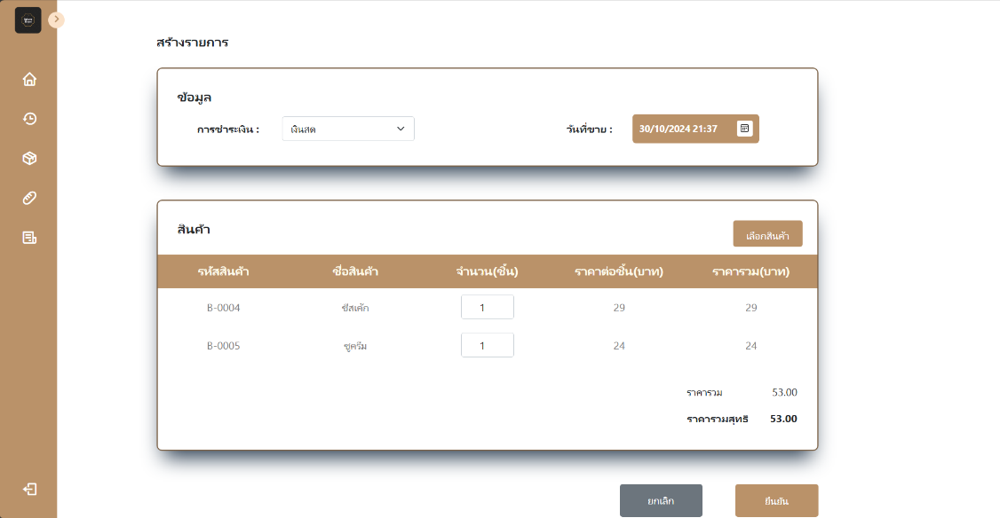 สร้างรายการ
ข้อมูล
การชำระเงิน : เงินสด วันที่ขาย : 30/10/2024 21:37
สินค้า
เลือกสินค้า
รหัสสินค้า ชื่อสินค้า จำนวน(ชิ้น) ราคาต่อชิ้น(บาท) ราคารวม(บาท)
B-0004 ชีสเค้ก 1 29 29
B-0005 ชูครีม 1 24 24
ราคารวม 53.00
ราคารวมสุทธิ 53.00
ยกเลิก ยืนยัน